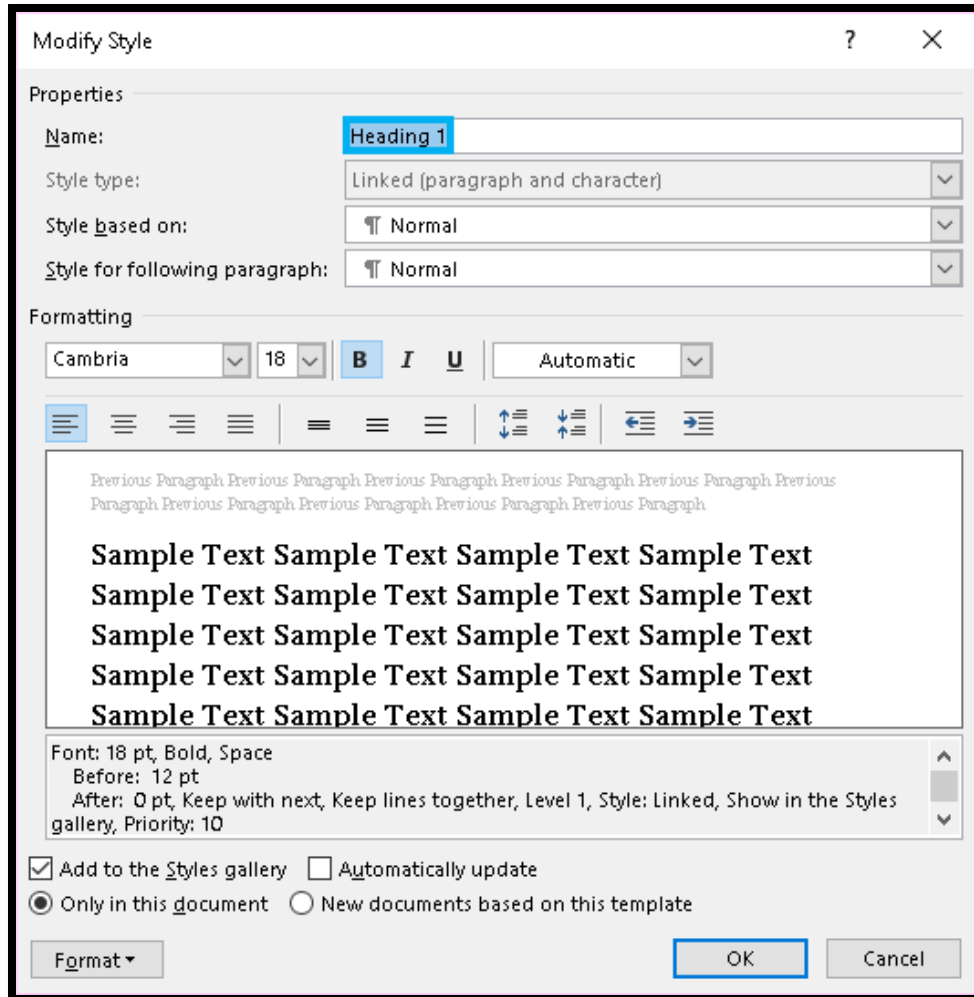 Modify Style ? ×
Properties
Name: Heading 1
Style type: Linked (paragraph and character)
Style based on: ¶ Normal
Style for following paragraph: ¶ Normal
Formatting
Cambria 18 B I U Automatic
Previous Paragraph Previous Paragraph Previous Paragraph Previous Paragraph Previous Paragraph Previous
Paragraph Previous Paragraph Previous Paragraph Previous Paragraph Previous Paragraph
Sample Text Sample Text Sample Text Sample Text
Sample Text Sample Text Sample Text Sample Text
Sample Text Sample Text Sample Text Sample Text
Sample Text Sample Text Sample Text Sample Text
Sample Text Sample Text Sample Text Sample Text
Font: 18 pt, Bold, Space
Before: 12 pt
After: 0 pt, Keep with next, Keep lines together, Level 1, Style: Linked, Show in the Styles
gallery, Priority: 10
Add to the Styles gallery Automatically update
Only in this document New documents based on this template
Format OK Cancel